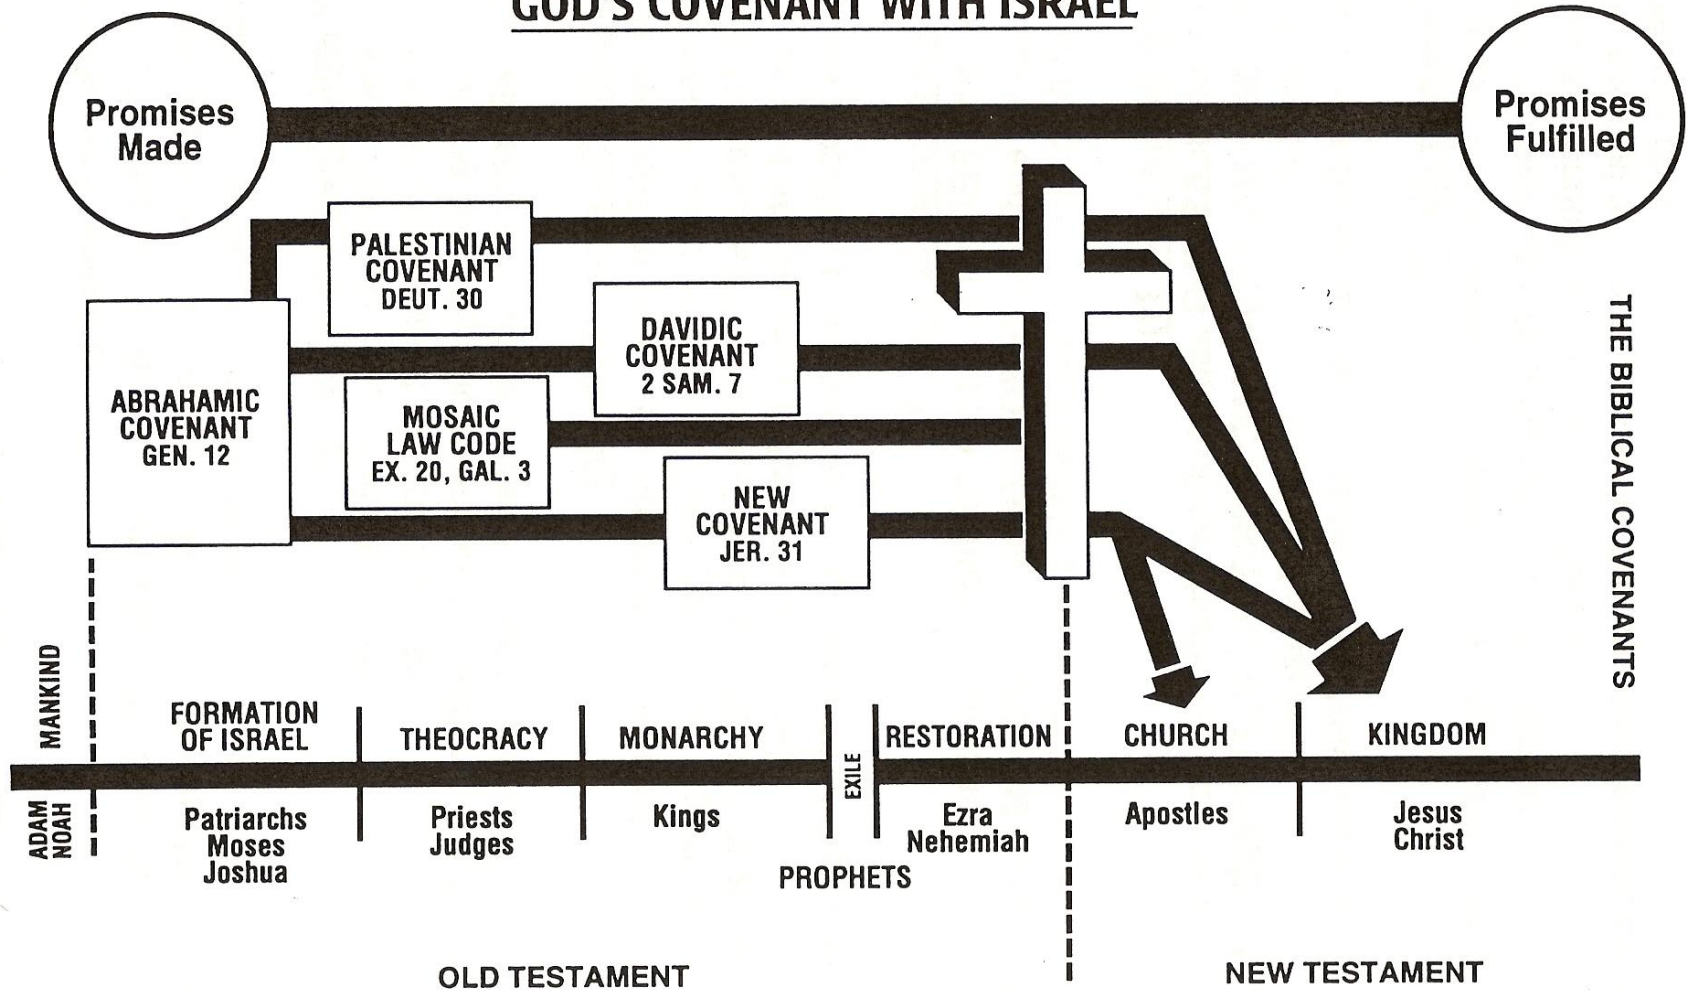 GOD'S COVENANT WITH ISRAEL
Promises
Made
Promises
Fulfilled
PALESTINIAN
COVENANT
DEUT. 30
DAVIDIC
COVENANT
2 SAM. 7
ABRAHAMIC
COVENANT
GEN. 12
MOSAIC
LAW CODE
EX. 20, GAL. 3
NEW
COVENANT
JER. 31
THE BIBLICAL COVENANTS
MANKIND
FORMATION
OF ISRAEL
THEOCRACY
MONARCHY
EXILE
RESTORATION
CHURCH
KINGDOM
ADAM
NOAH
Patriarchs
Moses
Joshua
Priests
Judges
Kings
Ezra
Nehemiah
Apostles
Jesus
Christ
PROPHETS
OLD TESTAMENT
NEW TESTAMENT